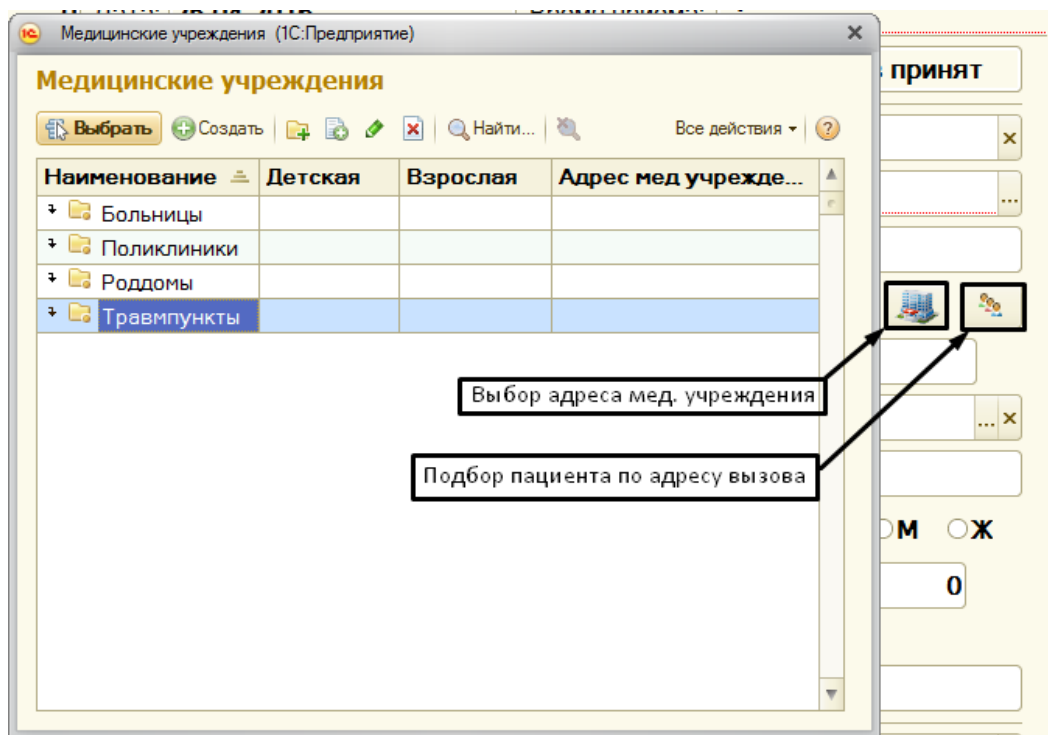 Медицинские учреждения (1С:Предприятие)
принят
Медицинские учреждения
Выбрать Создать Найти... Все действия ?
Наименование Детская Взрослая Адрес мед учрежде...
Больницы
Поликлиники
Роддомы
Травмпункты
Выбор адреса мед. учреждения
...
Подбор пациента по адресу вызова
М Ж
0